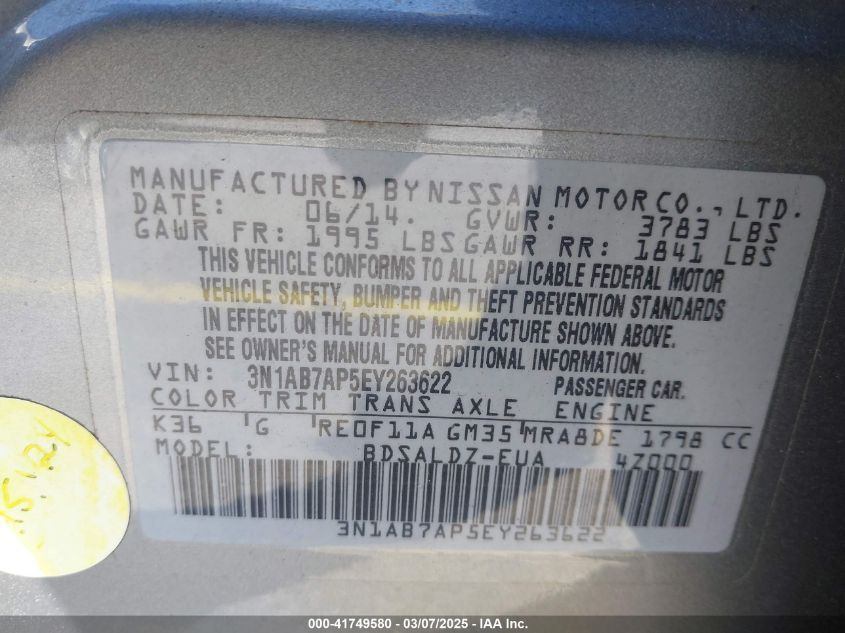 MANUFACTURED BY NISSAN MOTOR CO., LTD.
DATE: 06/14. GVWR: 3783 LBS
GAWR FR: 1995 LBS GAWR RR: 1841 LBS
THIS VEHICLE CONFORMS TO ALL APPLICABLE FEDERAL MOTOR
VEHICLE SAFETY, BUMPER AND THEFT PREVENTION STANDARDS
IN EFFECT ON THE DATE OF MANUFACTURE SHOWN ABOVE.
SEE OWNER'S MANUAL FOR ADDITIONAL INFORMATION.
VIN: 3N1AB7AP5EY263622 PASSENGER CAR.
COLOR TRIM TRANS AXLE ENGINE
K36 G RE0F11A GM35 MRA8DE 1798 CC
MODEL: BDSALDZ-EUA 4Z000
3N1AB7AP5EY263622
000-41749580 - 03/07/2025 - IAA Inc.